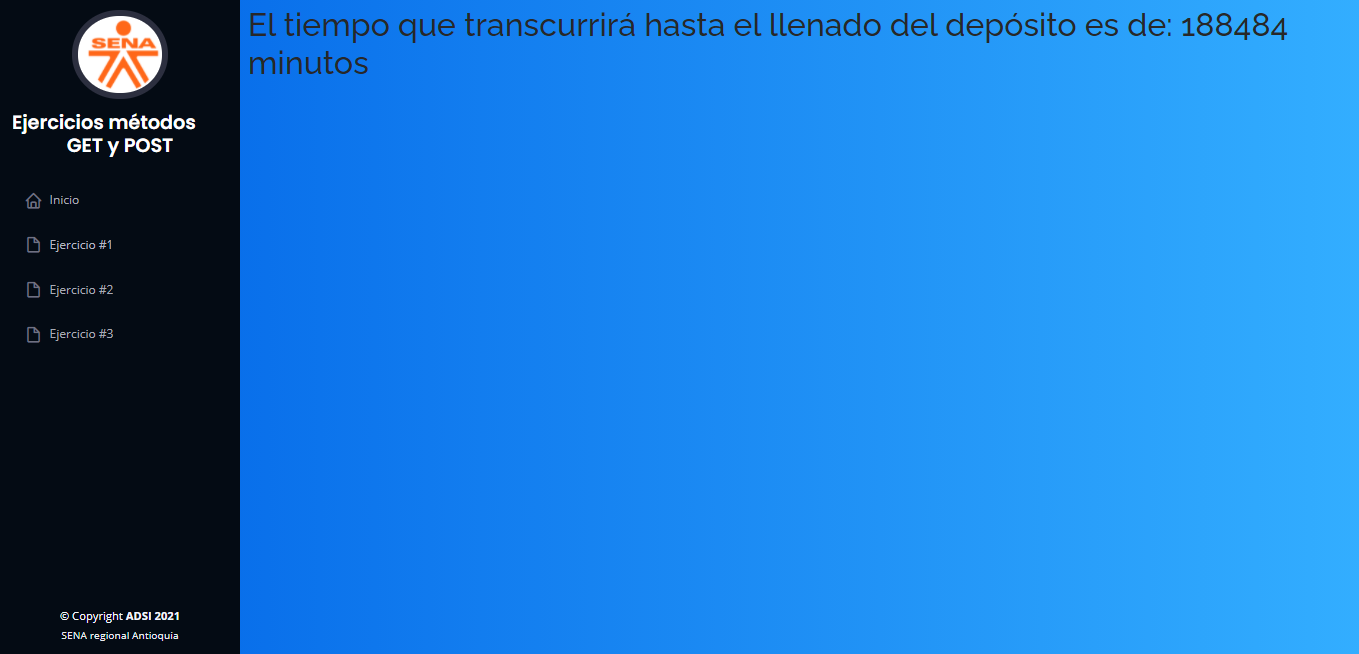 SENA
Ejercicios métodos
GET y POST
Inicio
Ejercicio #1
Ejercicio #2
Ejercicio #3
© Copyright ADSI 2021
SENA regional Antioquia
El tiempo que transcurrirá hasta el llenado del depósito es de: 188484
minutos